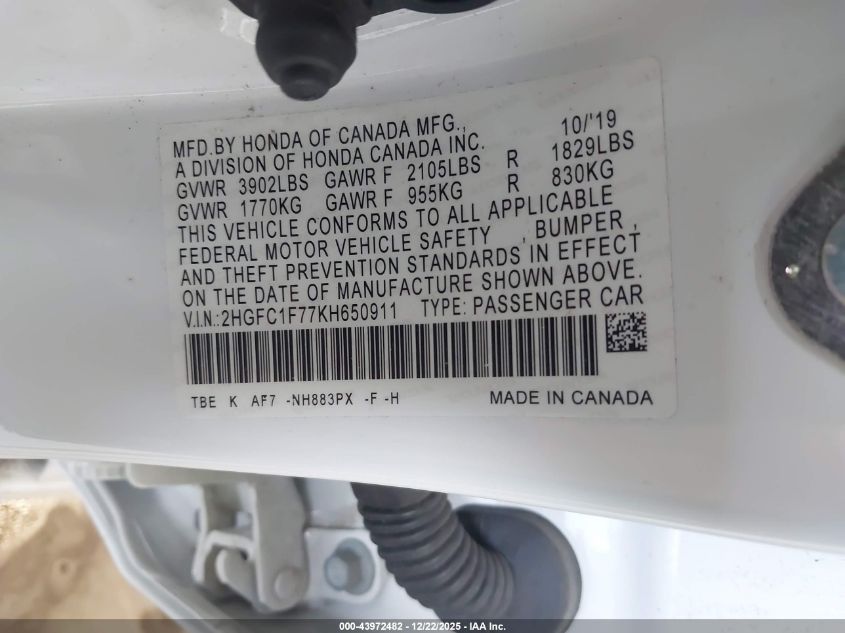 MFD.BY HONDA OF CANADA MFG., 10/'19
A DIVISION OF HONDA CANADA INC.
GVWR 3902LBS GAWR F 2105LBS R 1829LBS
GVWR 1770KG GAWR F 955KG R 830KG
THIS VEHICLE CONFORMS TO ALL APPLICABLE
FEDERAL MOTOR VEHICLE SAFETY , BUMPER ,
AND THEFT PREVENTION STANDARDS IN EFFECT
ON THE DATE OF MANUFACTURE SHOWN ABOVE.
V.I.N.:2HGFC1F77KH650911 TYPE: PASSENGER CAR
TBE K AF7 -NH883PX -F -H MADE IN CANADA
000-43972482 - 12/22/2025 - IAA Inc.